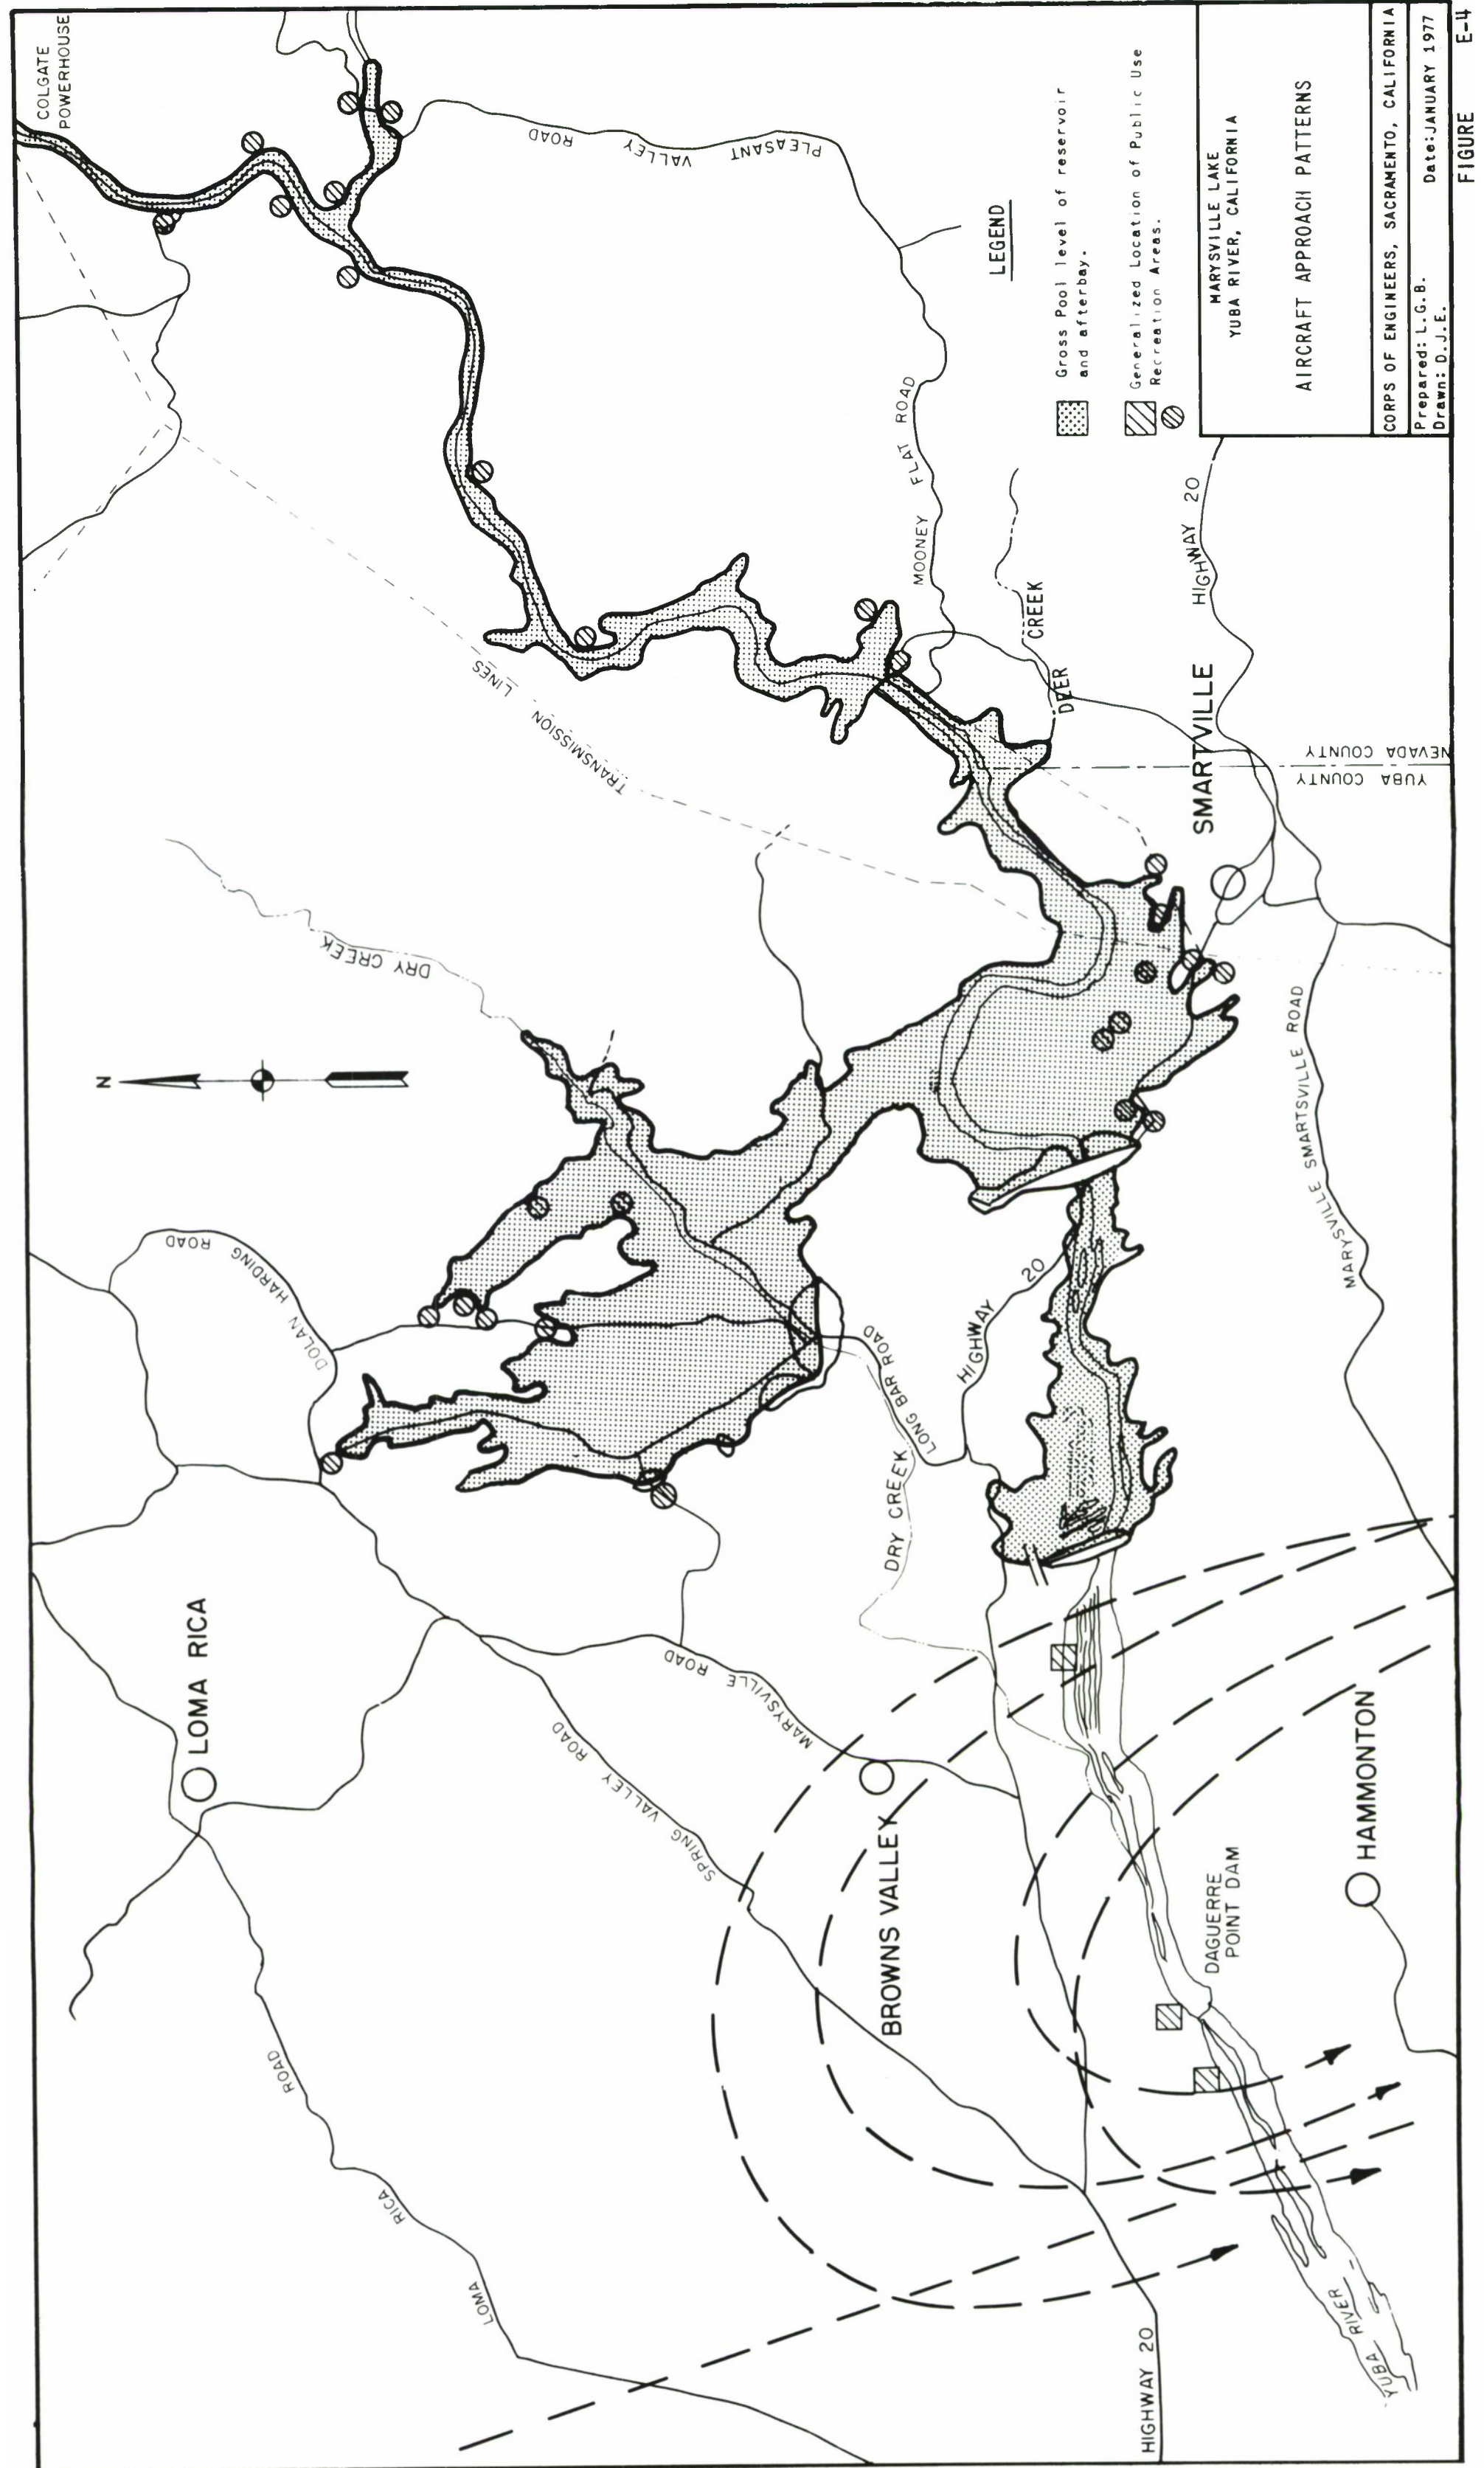 COLGATE
POWERHOUSE
N
LOMA RICA
DOLAN HARDING ROAD
DRY CREEK
TRANSMISSION LINES
PLEASANT VALLEY ROAD
LOMA RICA ROAD
SPRING VALLEY ROAD
MARYSVILLE ROAD
BROWNS VALLEY
DRY CREEK
LONG BAR ROAD
HIGHWAY 20
MOONEY FLAT ROAD
DEER CREEK
SMARTVILLE
HIGHWAY 20
YUBA COUNTY
NEVADA COUNTY
MARYSVILLE SMARTSVILLE ROAD
HAMMONTON
DAGUERRE
POINT DAM
HIGHWAY 20
YUBA RIVER
LEGEND
Gross Pool level of reservoir
and afterbay.
Generalized Location of Public Use
Recreation Areas.
MARYSVILLE LAKE
YUBA RIVER, CALIFORNIA
AIRCRAFT APPROACH PATTERNS
CORPS OF ENGINEERS, SACRAMENTO, CALIFORNIA
Prepared: L.G.B.
Drawn: D.J.E.
Date:JANUARY 1977
FIGURE E-4